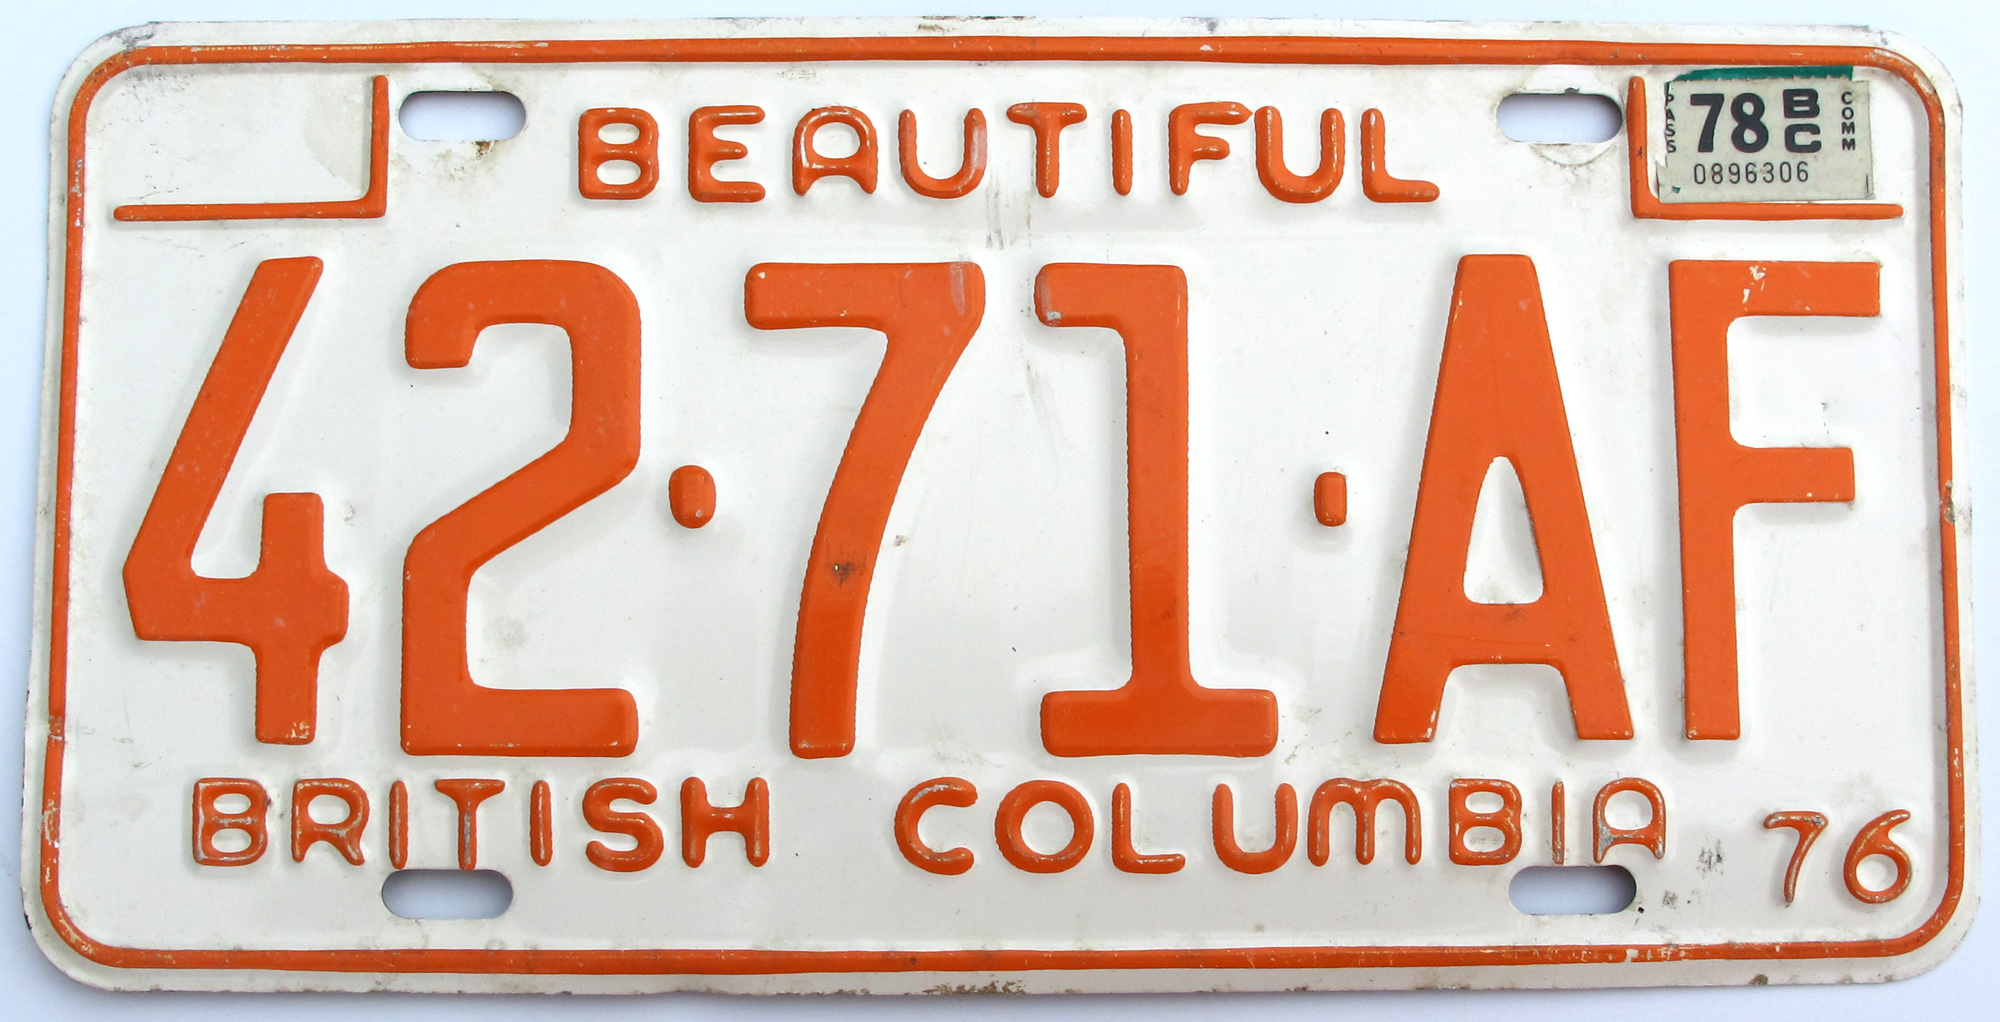 BEAUTIFUL
PASS 78 BC COMM
0896306
42·71·AF
BRITISH COLUMBIA 76